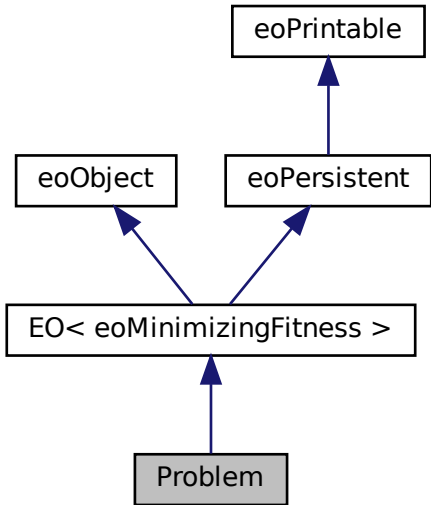 eoPrintable
eoObject
eoPersistent
EO< eoMinimizingFitness >
Problem